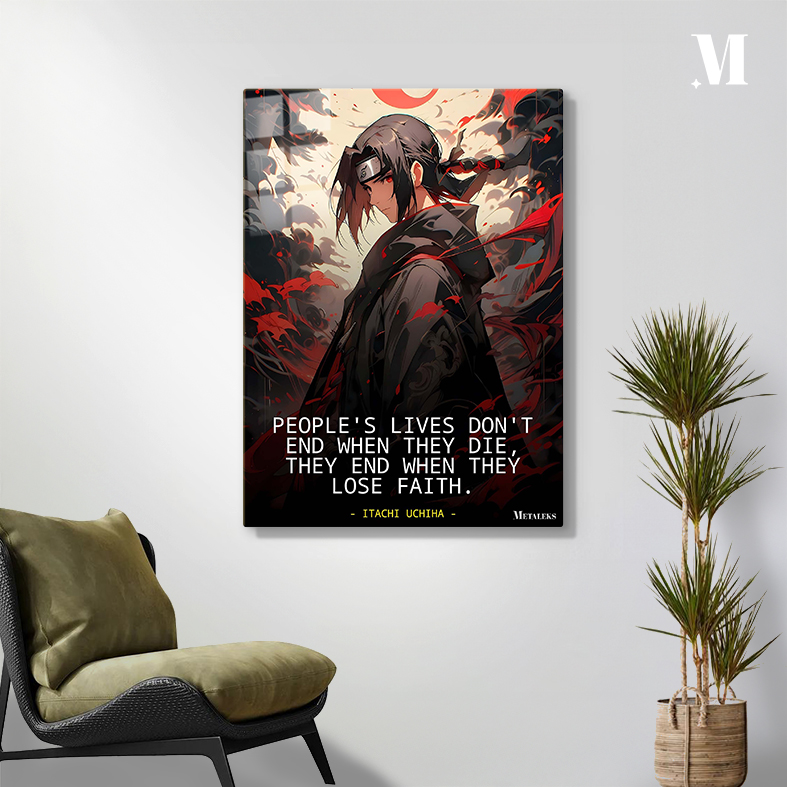 M
PEOPLE'S LIVES DON'T
END WHEN THEY DIE,
THEY END WHEN THEY
LOSE FAITH.
- ITACHI UCHIHA -
METALEKS